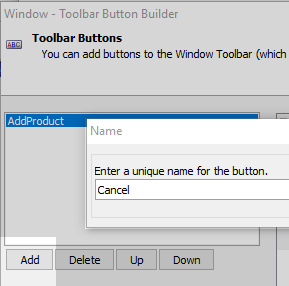 Window - Toolbar Button Builder
ABC
Toolbar Buttons
You can add buttons to the Window Toolbar (which
AddProduct
Name
Enter a unique name for the button.
Cancel
Add Delete Up Down